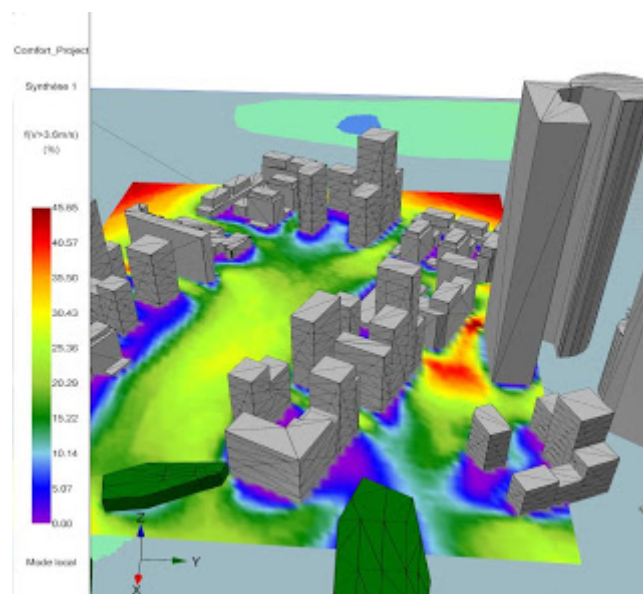 Comfort_Project
Synthèse 1
f(V>3.6m/s)
(%)
45.65
40.57
35.50
30.43
25.36
20.29
15.22
10.14
5.07
0.00
Mode local
Z
Y
X